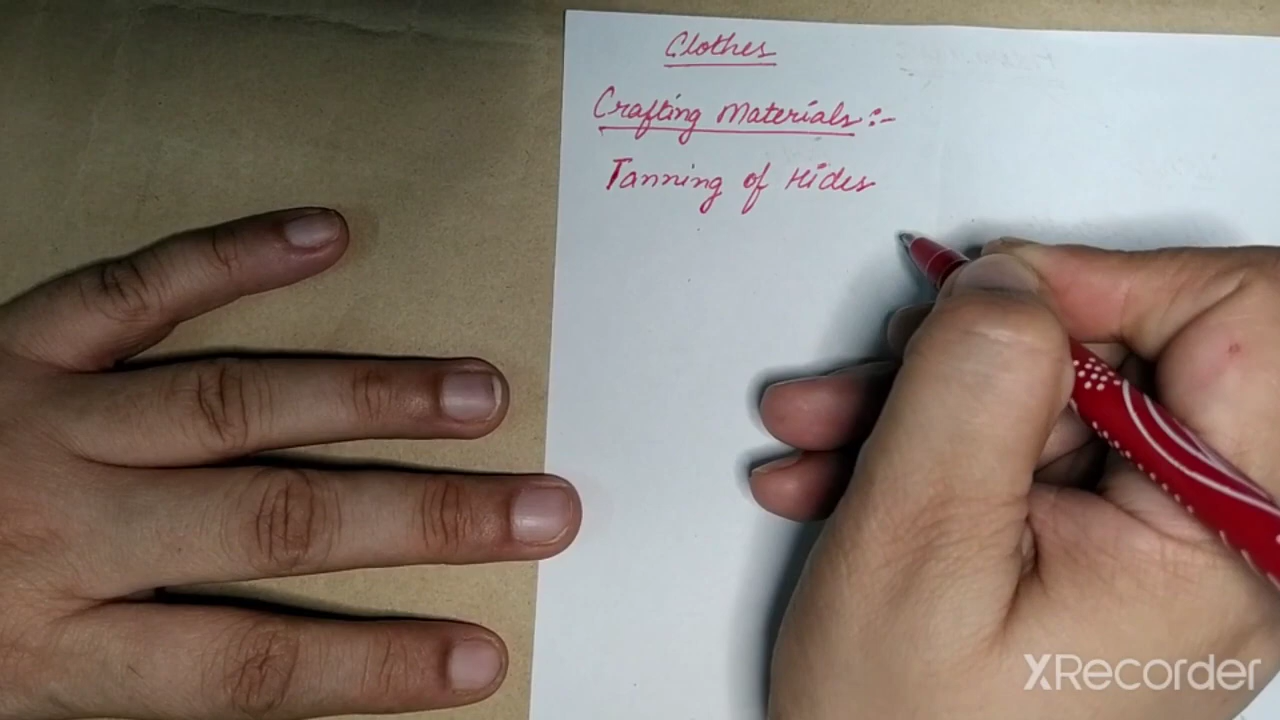 Clothes
Crafting Materials :-
Tanning of Hides
XRecorder